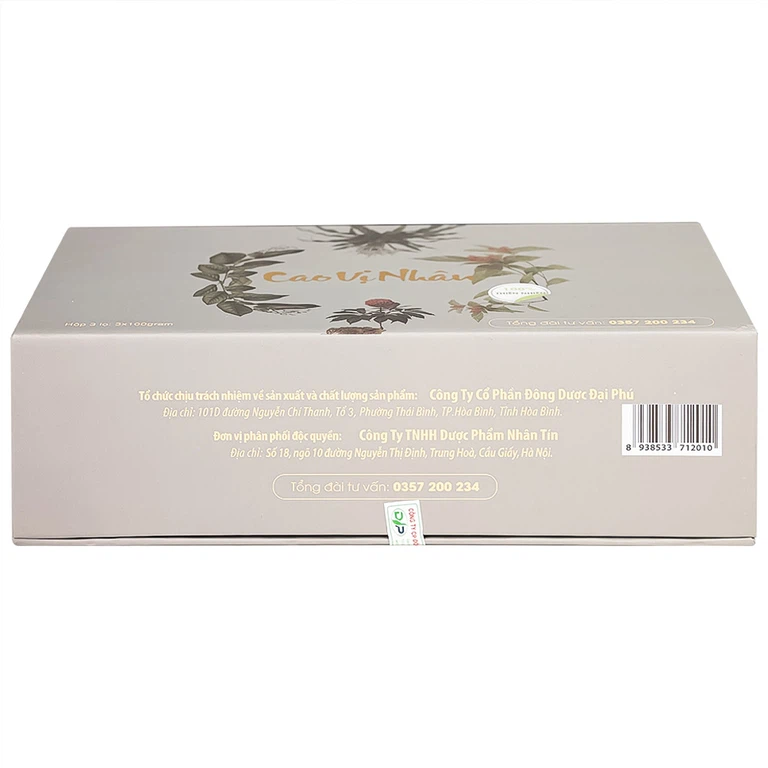 Cao Vị Nhân
100%
Hộp 3 lọ: 3x100gram
Tổng đài tư vấn: 0357 200 234
Tổ chức chịu trách nhiệm về sản xuất và chất lượng sản phẩm: Công Ty Cổ Phần Đông Dược Đại Phú
Địa chỉ: 101D đường Nguyễn Chí Thanh, Tổ 3, Phường Thái Bình, TP.Hòa Bình, Tỉnh Hòa Bình.
Đơn vị phân phối độc quyền: Công Ty TNHH Dược Phẩm Nhân Tín
Địa chỉ: Số 18, ngõ 10 đường Nguyễn Thị Định, Trung Hoà, Cầu Giấy, Hà Nội.
8 938533 712010
Tổng đài tư vấn: 0357 200 234
CÔNG TY CP